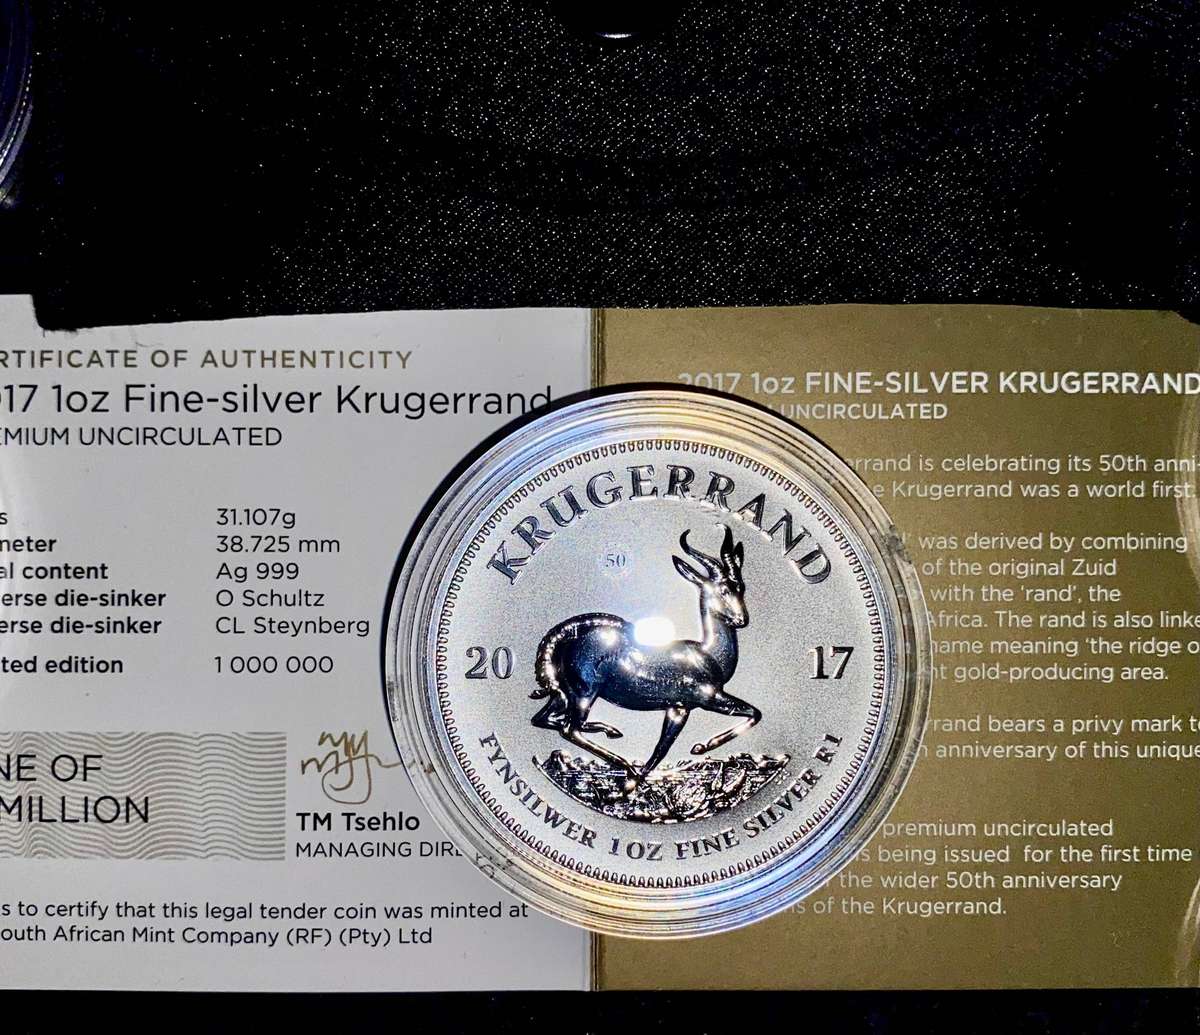 RTIFICATE OF AUTHENTICITY
017 1oz Fine-silver Krugerrand
EMIUM UNCIRCULATED
s 31.107g
neter 38.725 mm
al content Ag 999
erse die-sinker O Schultz
erse die-sinker CL Steynberg
ted edition 1 000 000
NE OF
MILLION
TM Tsehlo
MANAGING DIRE
s to certify that this legal tender coin was minted at
outh African Mint Company (RF) (Pty) Ltd
KRUGERRAND
50
20 17
FYNSILWER 1 OZ FINE SILVER R1
2017 1oz FINE-SILVER KRUGERRAND
UNCIRCULATED
rrand is celebrating its 50th anni-
e Krugerrand was a world first
was derived by combining
of the original Zuid
with the 'rand', the
Africa. The rand is also linke
name meaning 'the ridge o
nt gold-producing area.
rrand bears a privy mark to
h anniversary of this unique
premium uncirculated
is being issued for the first time
the wider 50th anniversary
s of the Krugerrand.